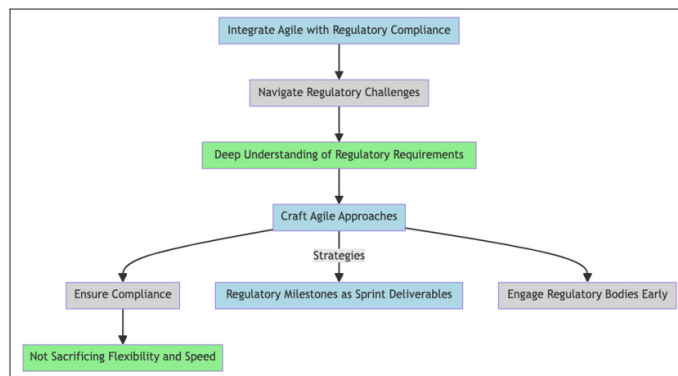 Integrate Agile with Regulatory Compliance
Navigate Regulatory Challenges
Deep Understanding of Regulatory Requirements
Craft Agile Approaches
Strategies
Ensure Compliance
Regulatory Milestones as Sprint Deliverables
Engage Regulatory Bodies Early
Not Sacrificing Flexibility and Speed